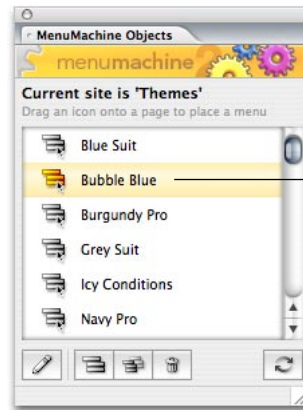 MenuMachine Objects
menumachine 2
Current site is 'Themes'
Drag an icon onto a page to place a menu
Blue Suit
Bubble Blue
Burgundy Pro
Grey Suit
Icy Conditions
Navy Pro